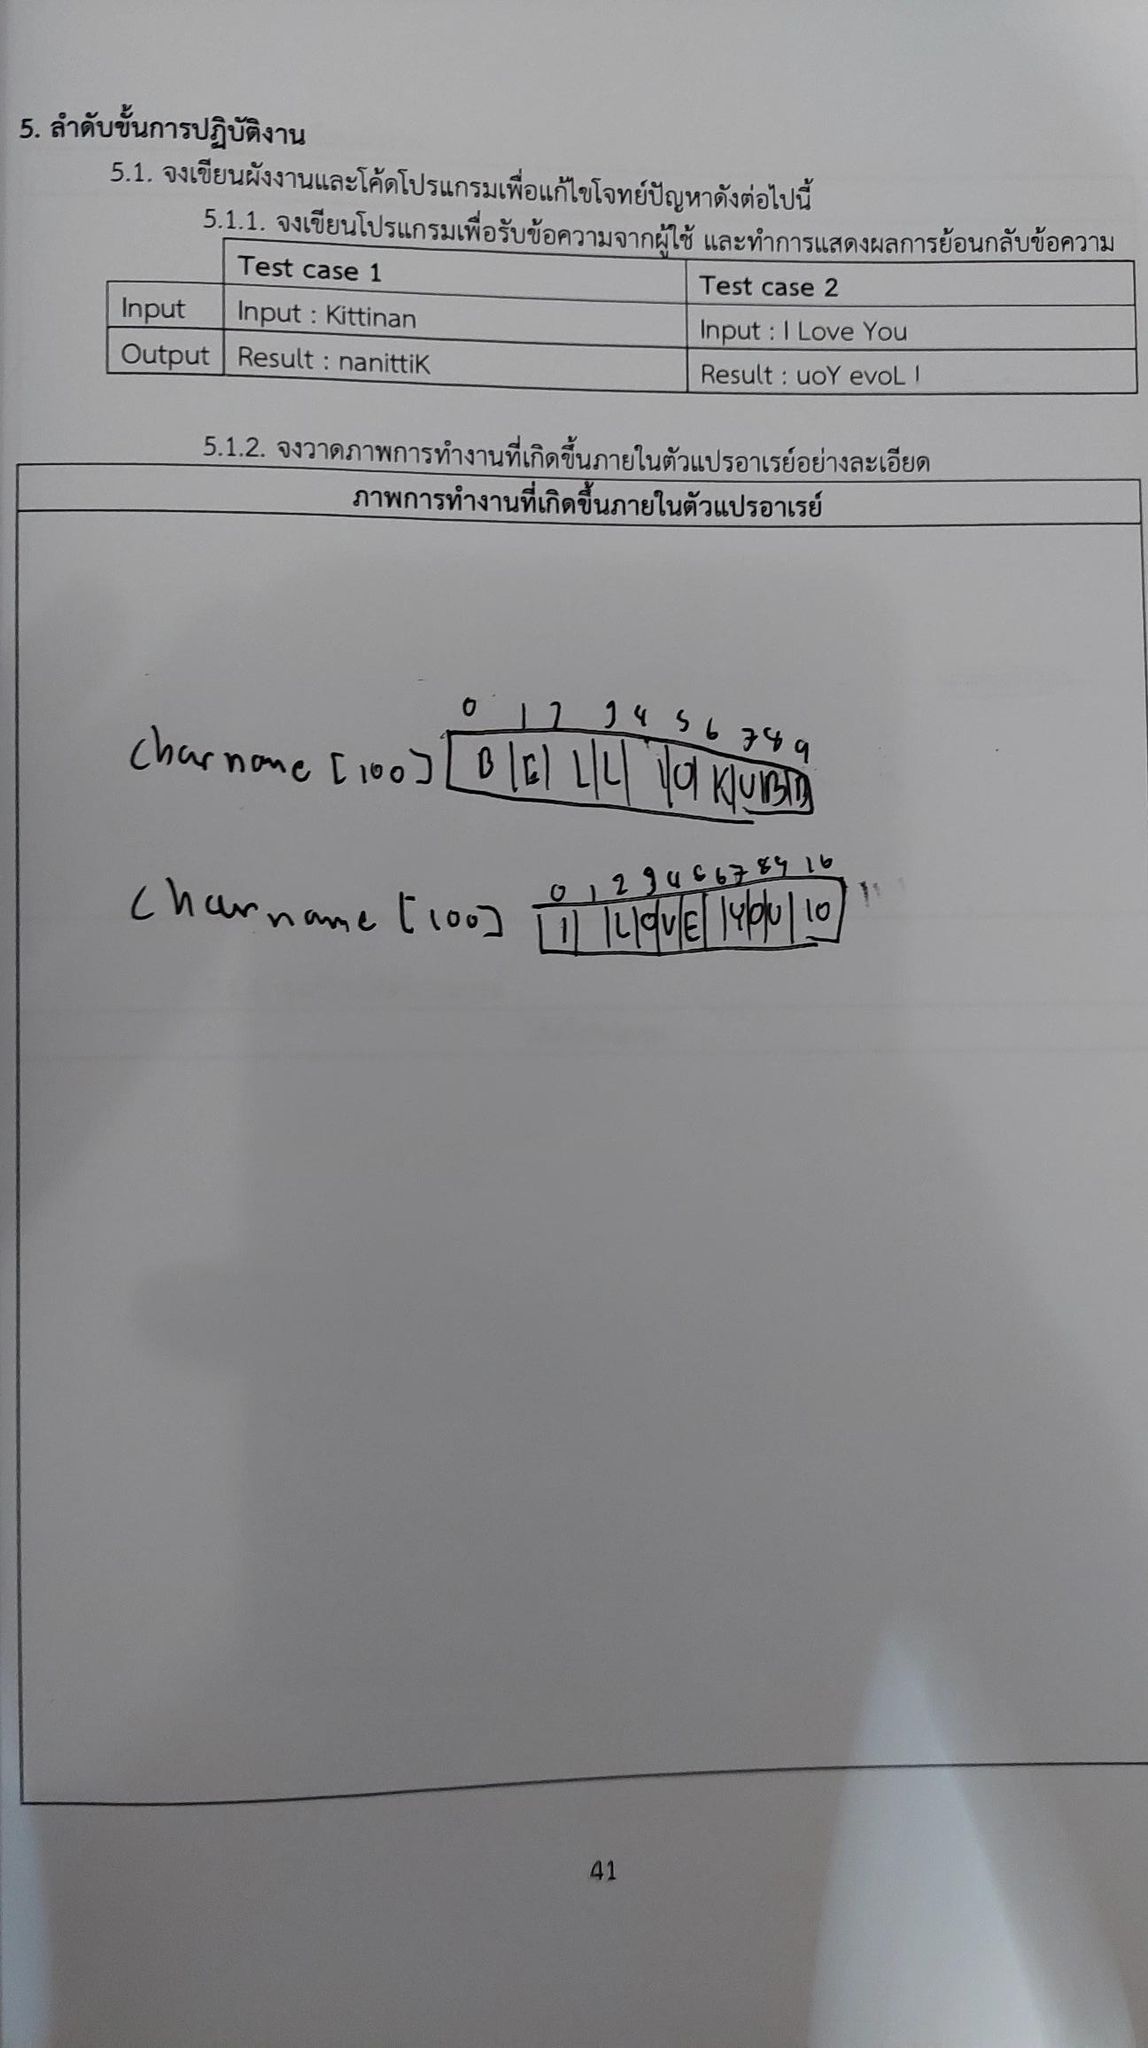 5. ลำดับขั้นการปฏิบัติงาน
5.1. จงเขียนผังงานและโค้ดโปรแกรมเพื่อแก้ไขโจทย์ปัญหาดังต่อไปนี้
5.1.1. จงเขียนโปรแกรมเพื่อรับข้อความจากผู้ใช้ และทำการแสดงผลการย้อนกลับข้อความ
Test case 1 Test case 2
Input Input : Kittinan Input : I Love You
Output Result : nanittiK Result : uoY evoL I
5.1.2. จงวาดภาพการทำงานที่เกิดขึ้นภายในตัวแปรอาเรย์อย่างละเอียด
ภาพการทำงานที่เกิดขึ้นภายในตัวแปรอาเรย์
0 1 2 3 4 5 6 7 8 9
Char name [100] B E L L
0 1 2 3 4 5 6 7 8 9 10
Char name [100] I L O V E Y O U 10
41